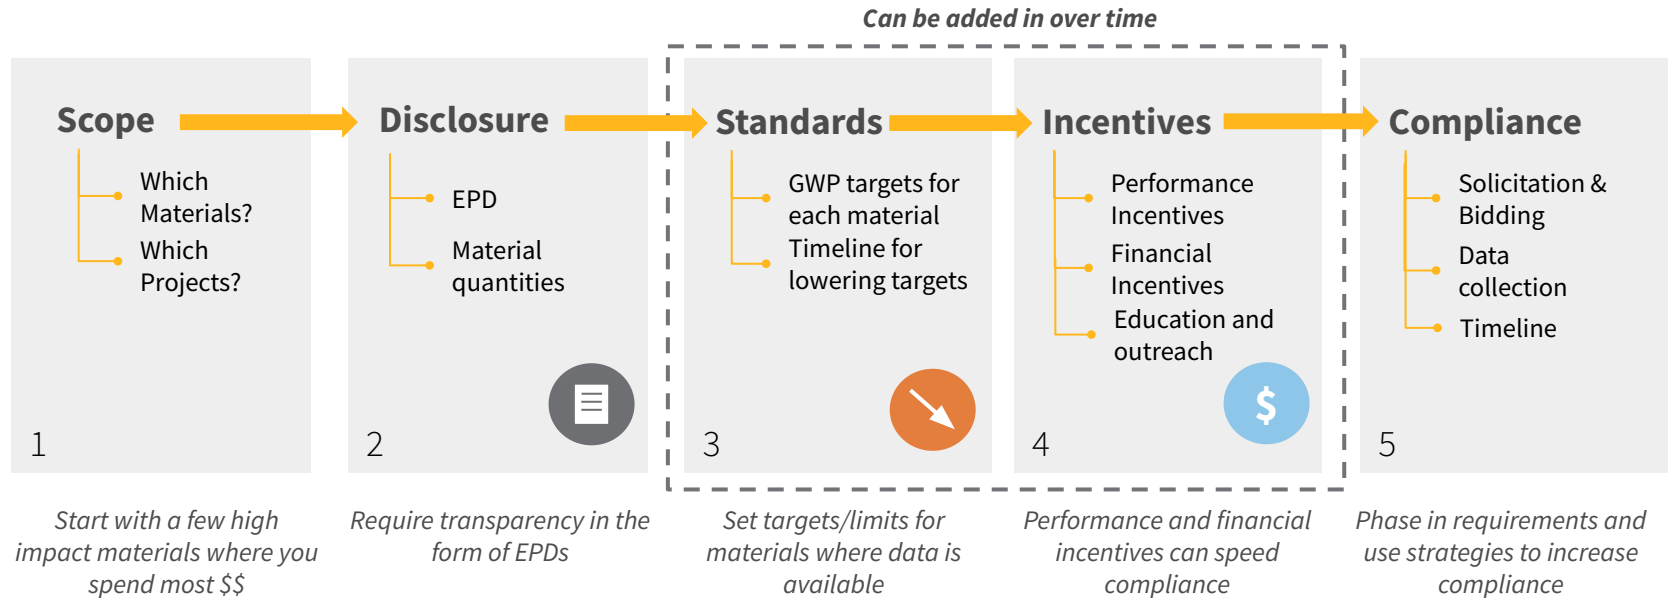 Can be added in over time
Scope
Which
Materials?
Which
Projects?
1
Start with a few high
impact materials where you
spend most $$
Disclosure
EPD
Material
quantities
2
Require transparency in the
form of EPDs
Standards
GWP targets for
each material
Timeline for
lowering targets
3
Set targets/limits for
materials where data is
available
Incentives
Performance
Incentives
Financial
Incentives
Education and
outreach
$
4
Performance and financial
incentives can speed
compliance
Compliance
Solicitation &
Bidding
Data
collection
Timeline
5
Phase in requirements and
use strategies to increase
compliance